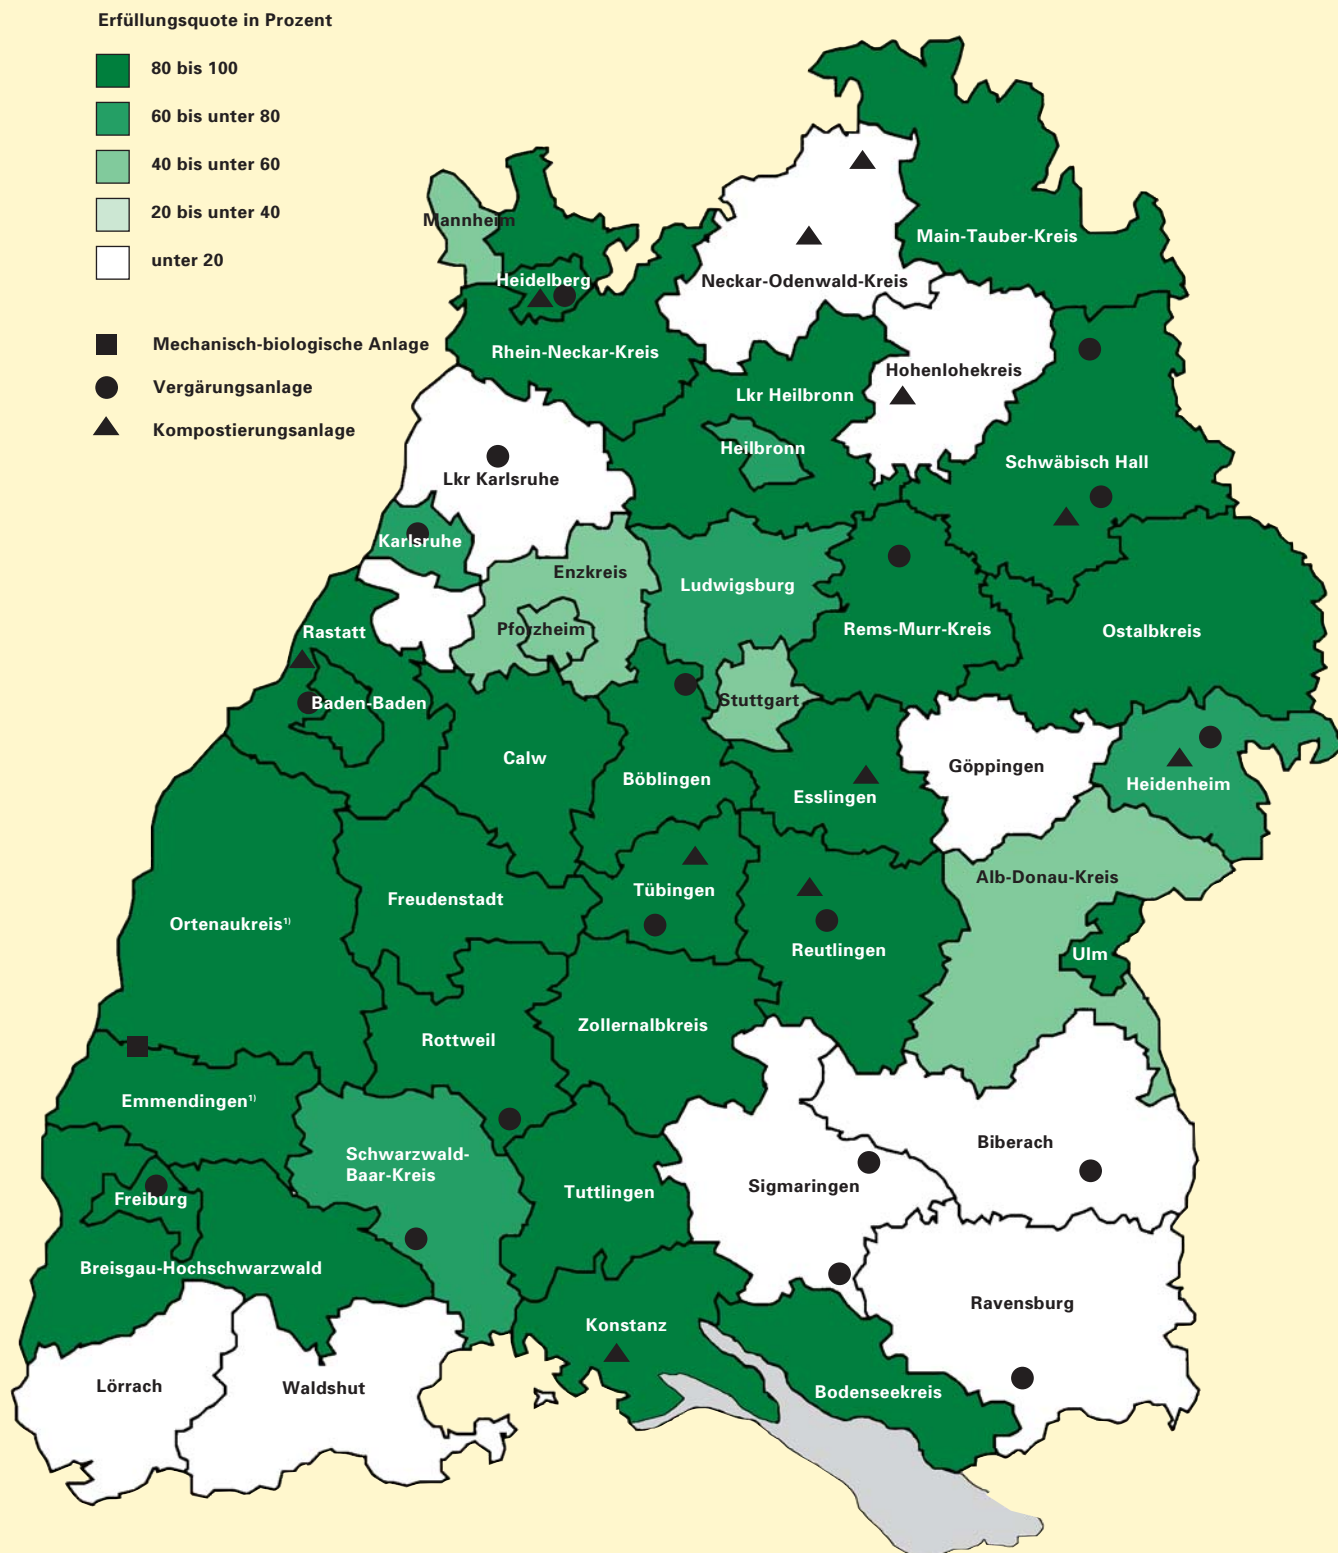 Erfüllungsquote in Prozent
80 bis 100
60 bis unter 80
40 bis unter 60
20 bis unter 40
unter 20
Mechanisch-biologische Anlage
Vergärungsanlage
Kompostierungsanlage
Mannheim
Main-Tauber-Kreis
Heidelberg
Neckar-Odenwald-Kreis
Rhein-Neckar-Kreis
Hohenlohekreis
Lkr Heilbronn
Heilbronn
Schwäbisch Hall
Lkr Karlsruhe
Karlsruhe
Enzkreis
Ludwigsburg
Pforzheim
Rems-Murr-Kreis
Ostalbkreis
Rastatt
Baden-Baden
Stuttgart
Calw
Böblingen
Göppingen
Heidenheim
Esslingen
Alb-Donau-Kreis
Tübingen
Freudenstadt
Ortenaukreis¹⁾
Reutlingen
Ulm
Zollernalbkreis
Rottweil
Emmendingen¹⁾
Biberach
Schwarzwald-
Baar-Kreis
Sigmaringen
Tuttlingen
Freiburg
Breisgau-Hochschwarzwald
Ravensburg
Konstanz
Lörrach
Waldshut
Bodenseekreis